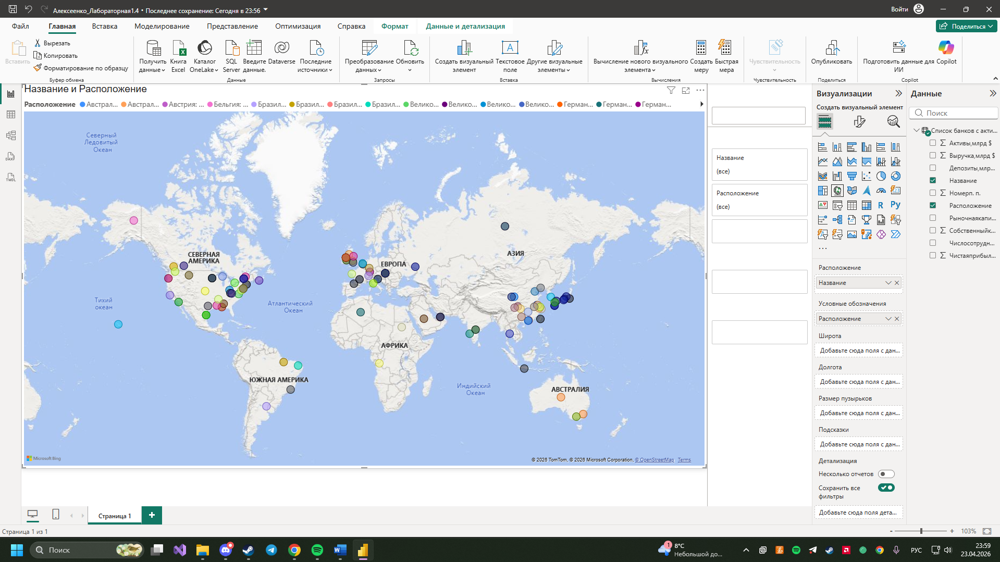 Алексеенко_Лабораторная1.4 • Последнее сохранение: Сегодня в 23:56
Войти
Файл
Главная
Вставка
Моделирование
Представление
Оптимизация
Справка
Формат
Данные и детализация
Поделиться
Вставить
Вырезать
Копировать
Форматирование по образцу
Буфер обмена
Получить данные
Книга Excel
Каталог OneLake
SQL Server
Введите данные.
Dataverse
Последние источники
Данные
Преобразование данных
Обновить
Запросы
Создать визуальный элемент
Текстовое поле
Другие визуальные элементы
Вставка
Вычисление нового визуального элемента
Создать меру
Быстрая мера
Вычисления
Чувствительность
Чувствительность
Опубликовать
Поделиться
Подготовить данные для ИИ
Copilot
Copilot
DAX
TMDL
Название и Расположение
Расположение
Австрал...
Австрал...
Австрия: ...
Бельгия: ...
Бразил...
Бразил...
Бразил...
Бразил...
Велико...
Велико...
Велико...
Велико...
Герман...
Герман...
Герман...
Северный
Ледовитый
Океан
СЕВЕРНАЯ
АМЕРИКА
ЕВРОПА
АЗИЯ
Тихий
океан
Атлантический
Океан
АФРИКА
ЮЖНАЯ АМЕРИКА
Индийский
Океан
АВСТРАЛИЯ
Microsoft Bing
© 2026 TomTom, © 2026 Microsoft Corporation, © OpenStreetMap Terms
Название
(все)
Расположение
(все)
Визуализации
Создать визуальный элемент
123
R
Py
...
Расположение
Название
Условные обозначения
Расположение
Широта
Добавьте сюда поля с дан...
Долгота
Добавьте сюда поля с дан...
Размер пузырьков
Добавьте сюда поля с дан...
Подсказки
Добавьте сюда поля с дан...
Детализация
Несколько отчетов
Сохранить все
фильтры
Добавьте сюда поля дета...
Данные
Поиск
Список банков с акти...
Активы,млрд $
Выручка,млрд $
Депозиты,млр...
Название
Номерп. п.
Расположение
Рыночнаякапи...
Собственныйк...
Числосотрудн...
Чистаяприбыл...
Страница 1
+
Страница 1 из 1
- + 103%
Поиск
1
8°C
Небольшой до...
РУС
23:59
23.04.2026